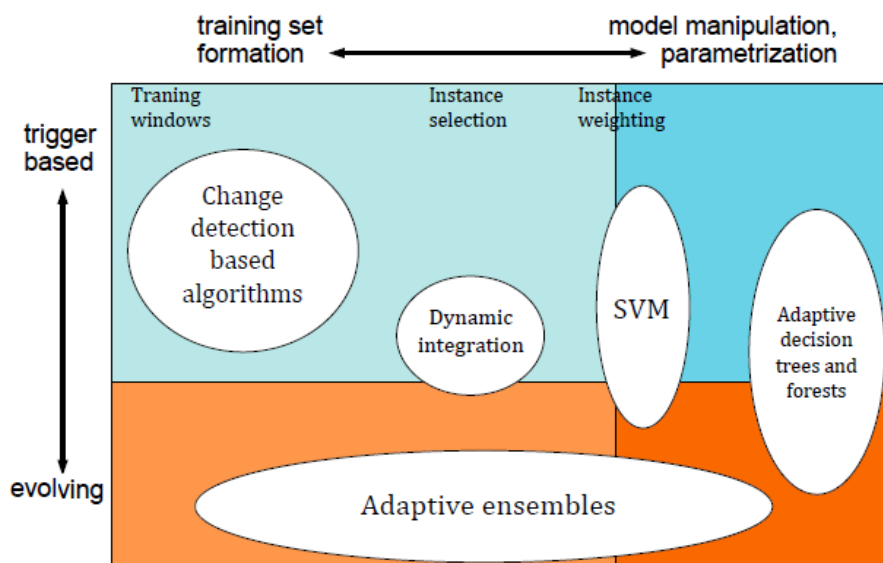 training set
formation
model manipulation,
parametrization
Traning
windows
Instance
selection
Instance
weighting
trigger
based
Change
detection
based
algorithms
Dynamic
integration
SVM
Adaptive
decision
trees and
forests
evolving
Adaptive ensembles